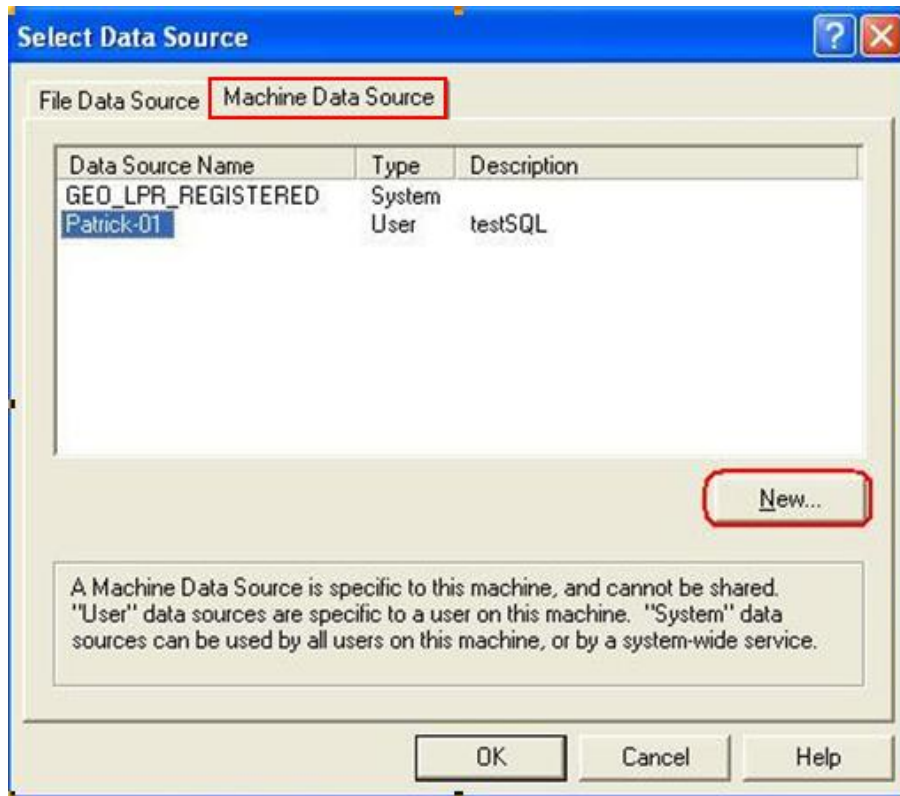 Select Data Source
File Data Source Machine Data Source
Data Source Name Type Description
GEO_LPR_REGISTERED System
Patrick-01 User testSQL
New...
A Machine Data Source is specific to this machine, and cannot be shared.
"User" data sources are specific to a user on this machine. "System" data
sources can be used by all users on this machine, or by a system-wide service.
OK Cancel Help